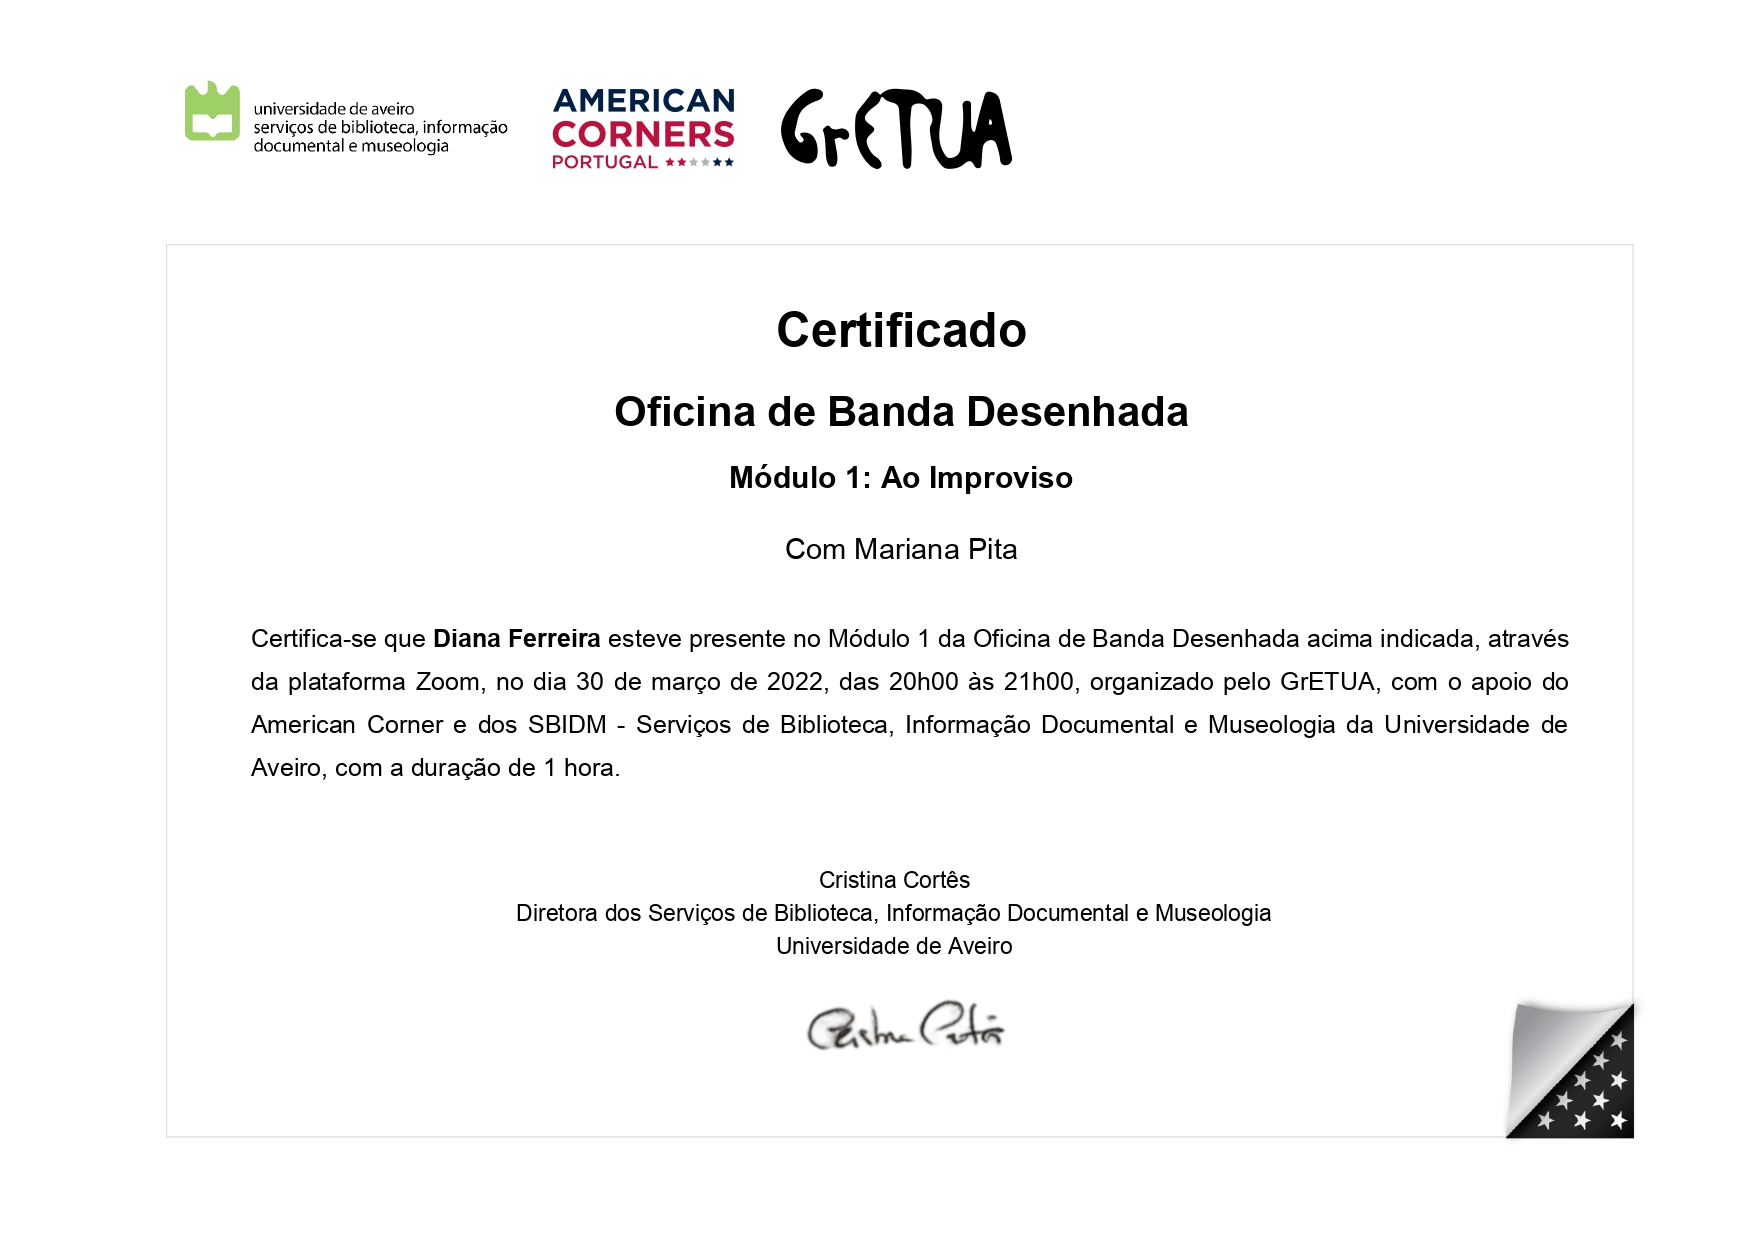 universidade de aveiro
serviços de biblioteca, informação
documental e museologia
AMERICAN
CORNERS
PORTUGAL
GrETUA
Certificado
Oficina de Banda Desenhada
Módulo 1: Ao Improviso
Com Mariana Pita
Certifica-se que Diana Ferreira esteve presente no Módulo 1 da Oficina de Banda Desenhada acima indicada, através
da plataforma Zoom, no dia 30 de março de 2022, das 20h00 às 21h00, organizado pelo GrETUA, com o apoio do
American Corner e dos SBIDM - Serviços de Biblioteca, Informação Documental e Museologia da Universidade de
Aveiro, com a duração de 1 hora.
Cristina Cortês
Diretora dos Serviços de Biblioteca, Informação Documental e Museologia
Universidade de Aveiro
Cristina Cortês